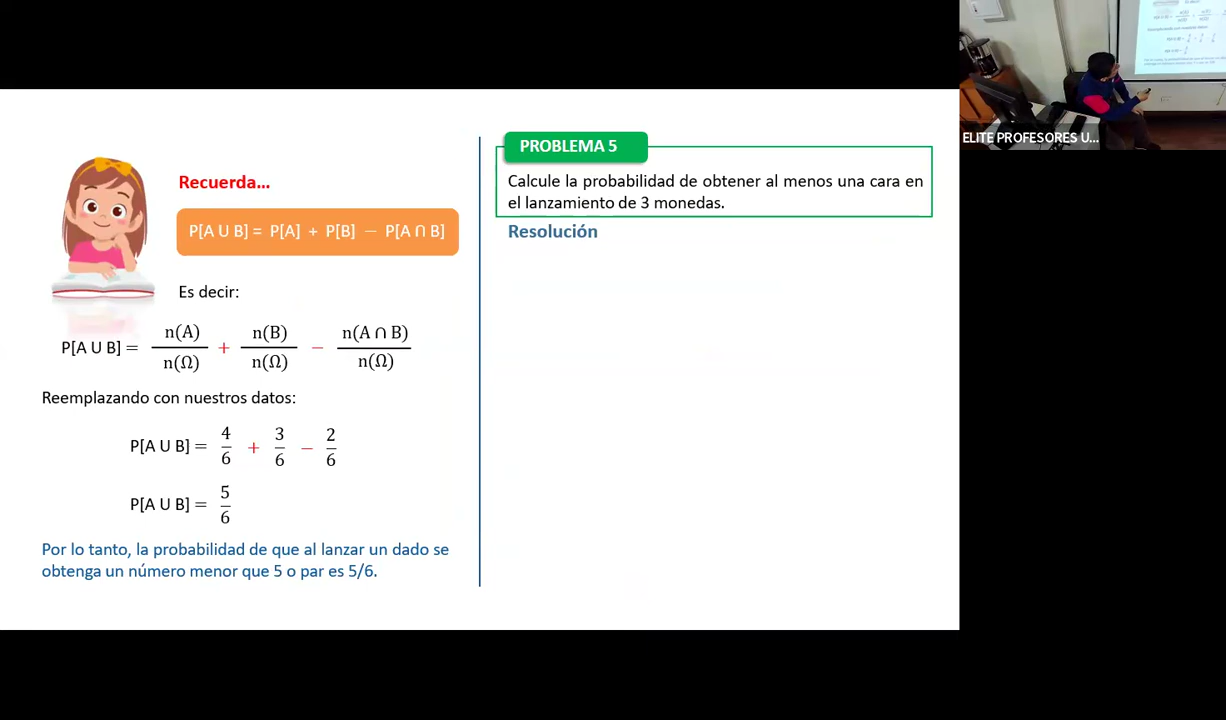 Recuerda...
P[A U B] = P[A] + P[B] − P[A ∩ B]
Es decir:
P[A U B] = n(A)/n(Ω) + n(B)/n(Ω) − n(A ∩ B)/n(Ω)
Reemplazando con nuestros datos:
P[A U B] = 4/6 + 3/6 − 2/6
P[A U B] = 5/6
Por lo tanto, la probabilidad de que al lanzar un dado se
obtenga un número menor que 5 o par es 5/6.
PROBLEMA 5
Calcule la probabilidad de obtener al menos una cara en
el lanzamiento de 3 monedas.
Resolución
ELITE PROFESORES U...